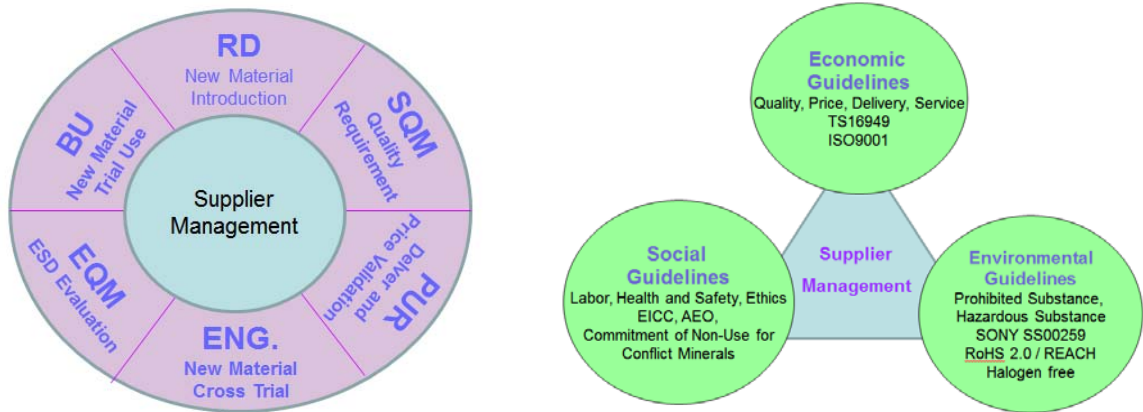 RD
New Material
Introduction
SQM
Quality
Requirement
PUR
Deliver and
Price Validation
ENG.
New Material
Cross Trial
EQM
ESD Evaluation
BU
New Material
Trial Use
Supplier
Management
Economic
Guidelines
Quality, Price, Delivery, Service
TS16949
ISO9001
Social
Guidelines
Labor, Health and Safety, Ethics
EICC, AEO,
Commitment of Non-Use for
Conflict Minerals
Supplier
Management
Environmental
Guidelines
Prohibited Substance,
Hazardous Substance
SONY SS00259
RoHS 2.0 / REACH
Halogen free